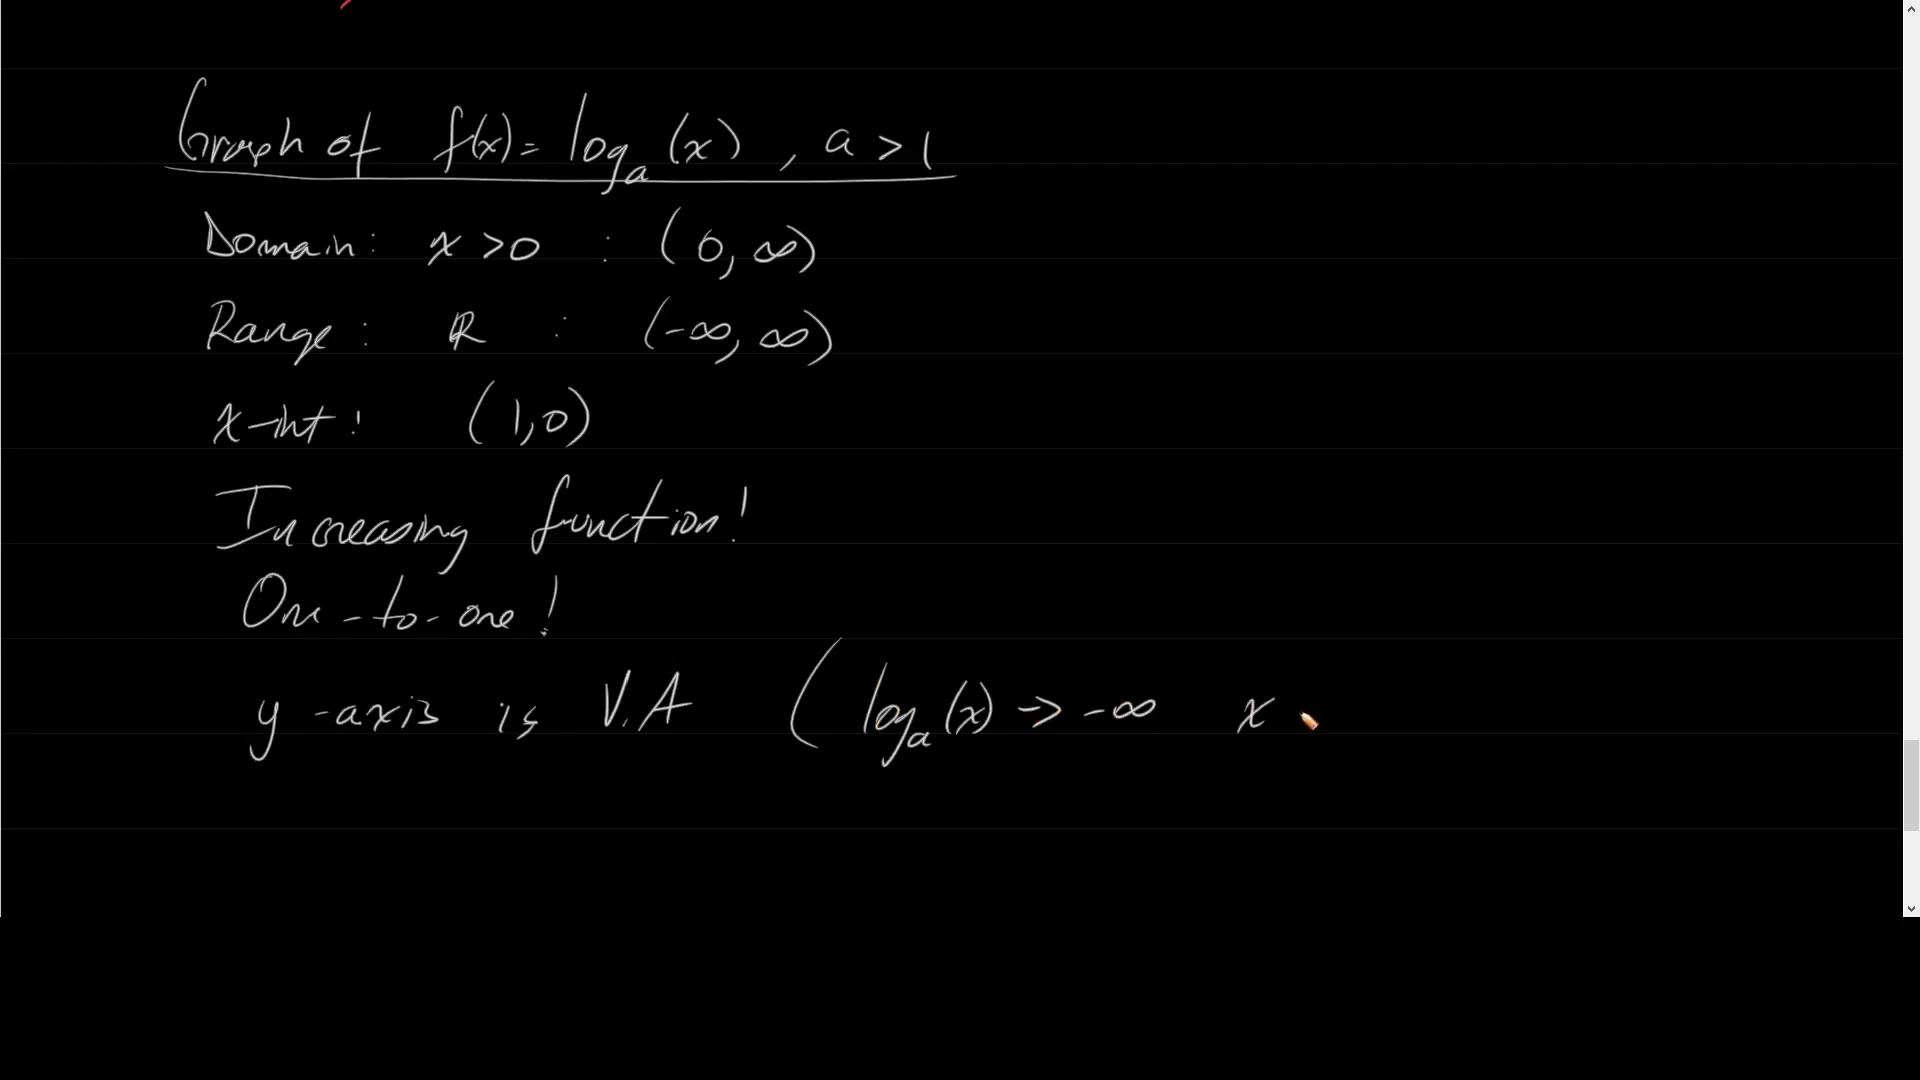 Graph of f(x) = logₐ(x), a > 1
Domain: x > 0 : (0, ∞)
Range: ℝ : (-∞, ∞)
x-int: (1,0)
Increasing function!
One-to-one!
y-axis is V.A (logₐ(x) → -∞ x